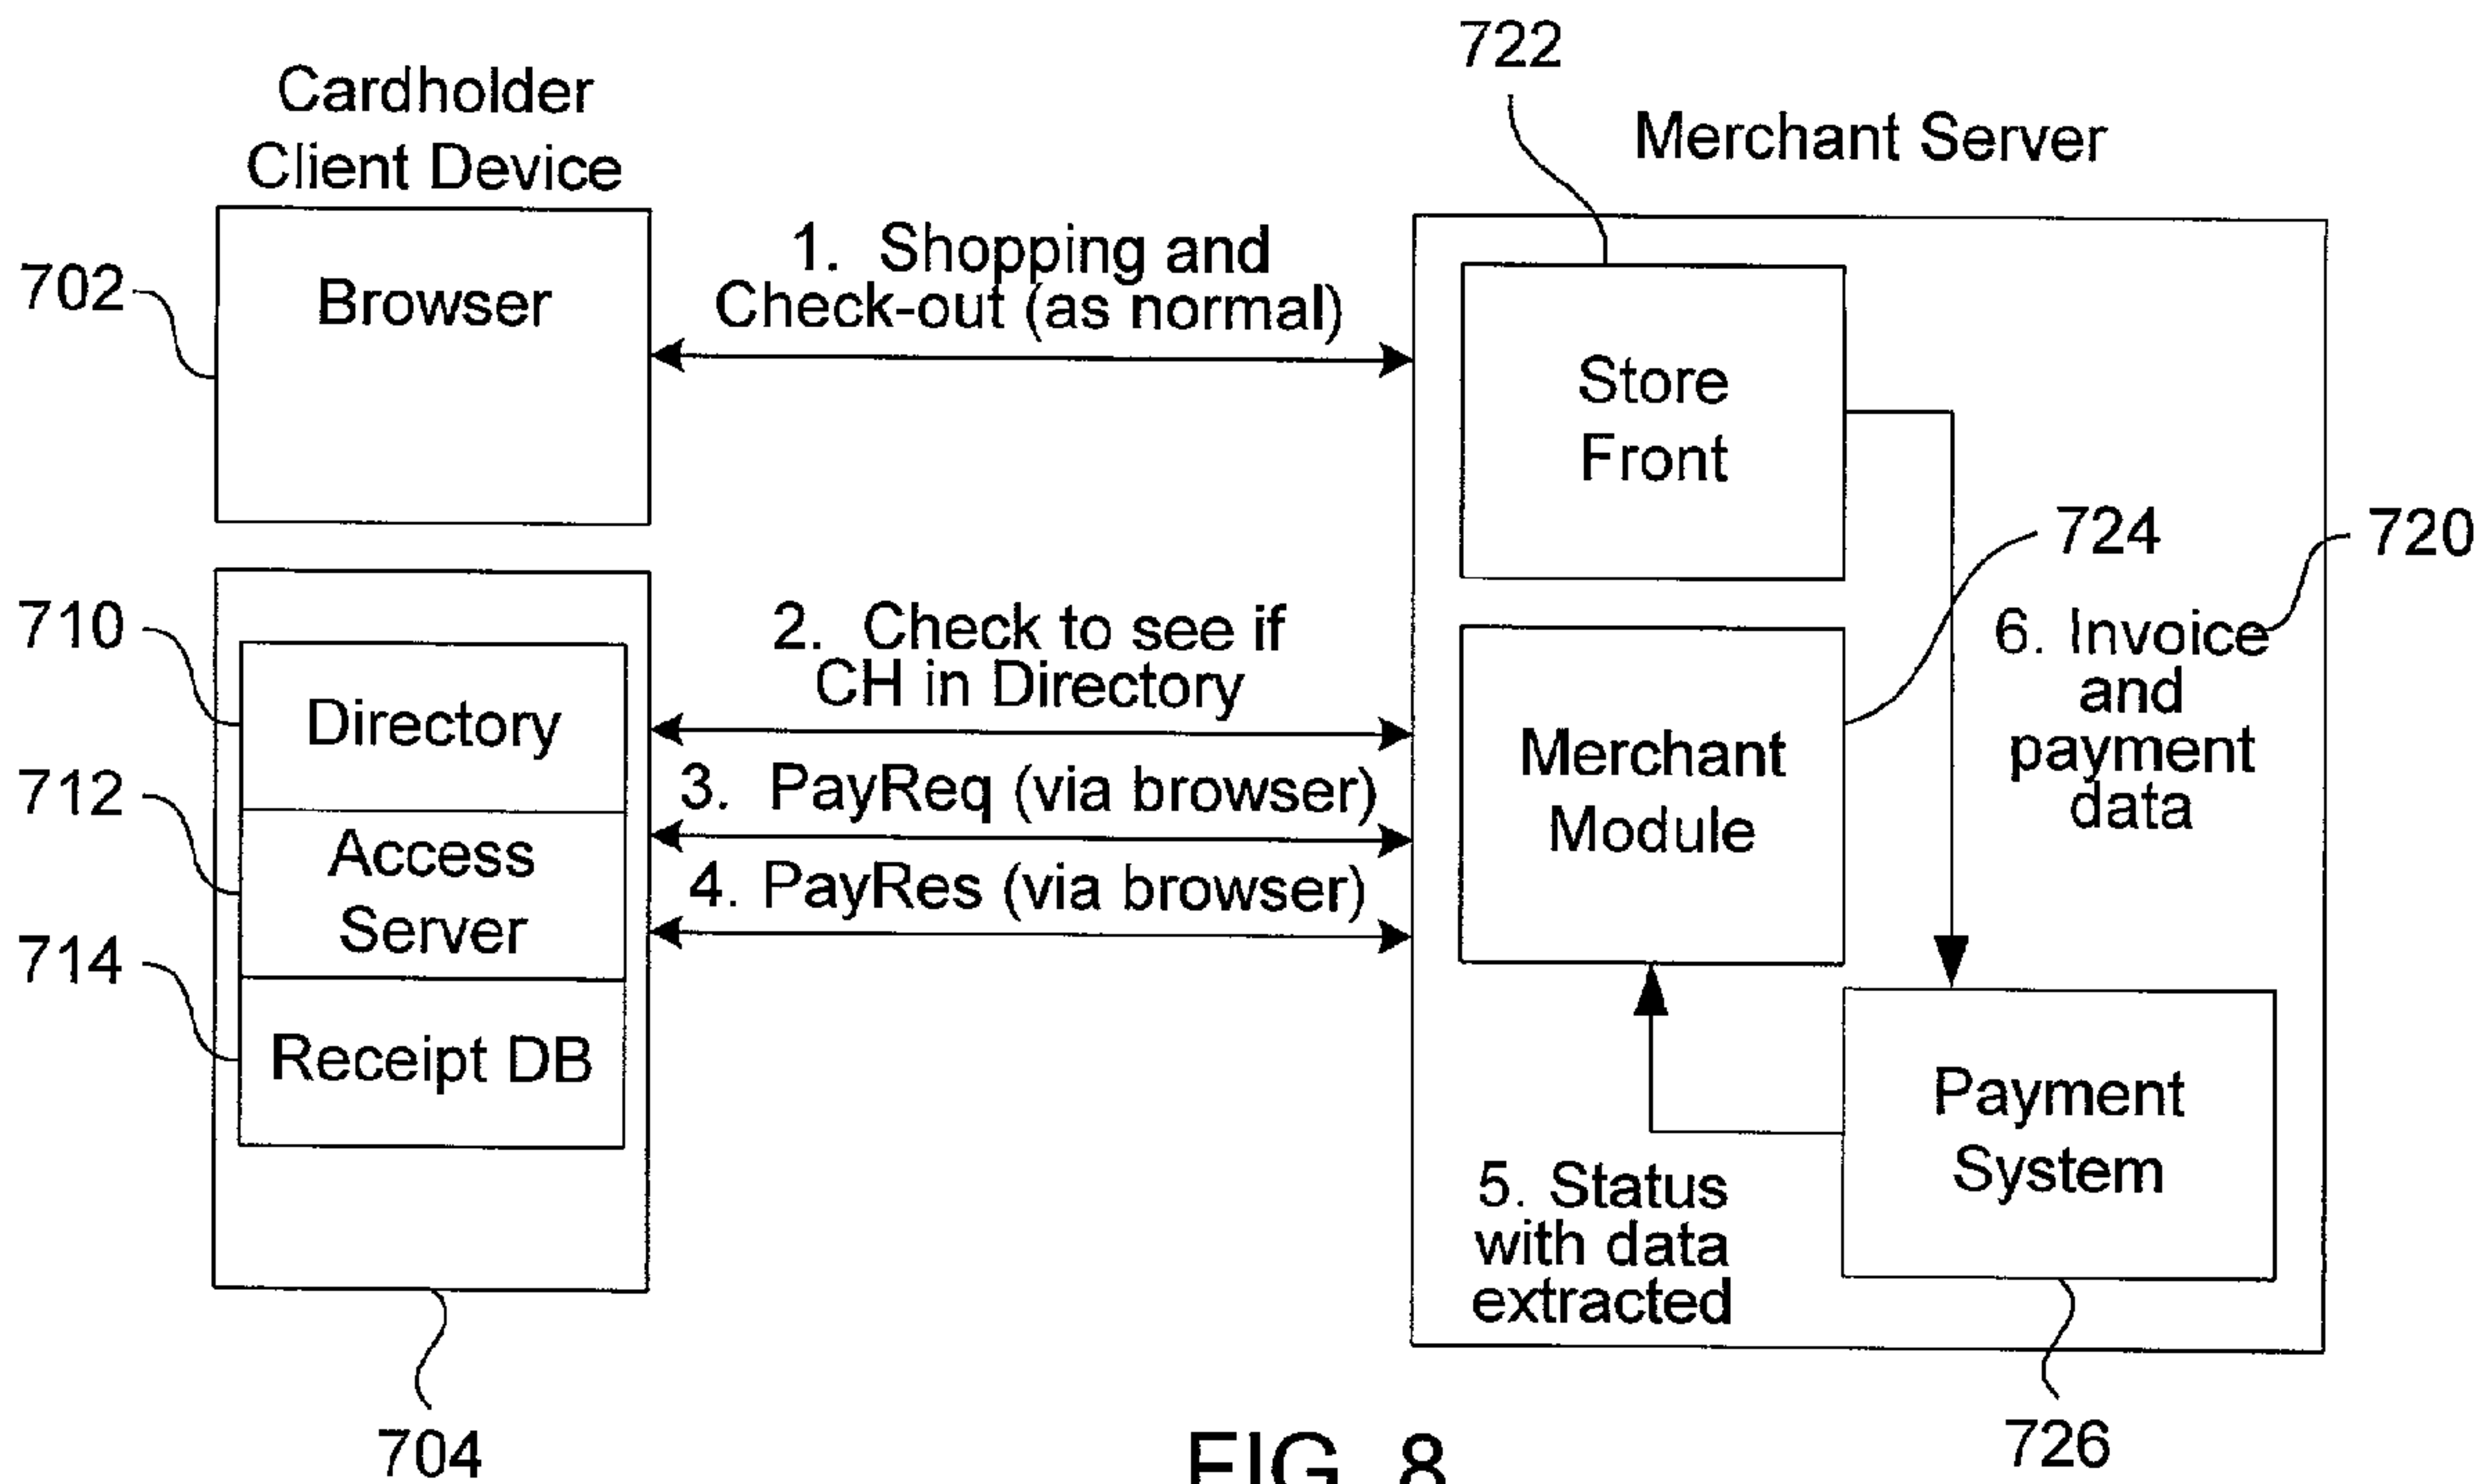 722
Cardholder
Client Device
Merchant Server
702
Browser
1. Shopping and
Check-out (as normal)
Store
Front
724
720
710
Directory
2. Check to see if
CH in Directory
6. Invoice
and
payment
data
712
Access
Server
3. PayReq (via browser)
Merchant
Module
4. PayRes (via browser)
714
Receipt DB
Payment
System
5. Status
with data
extracted
704
726
FIG. 8